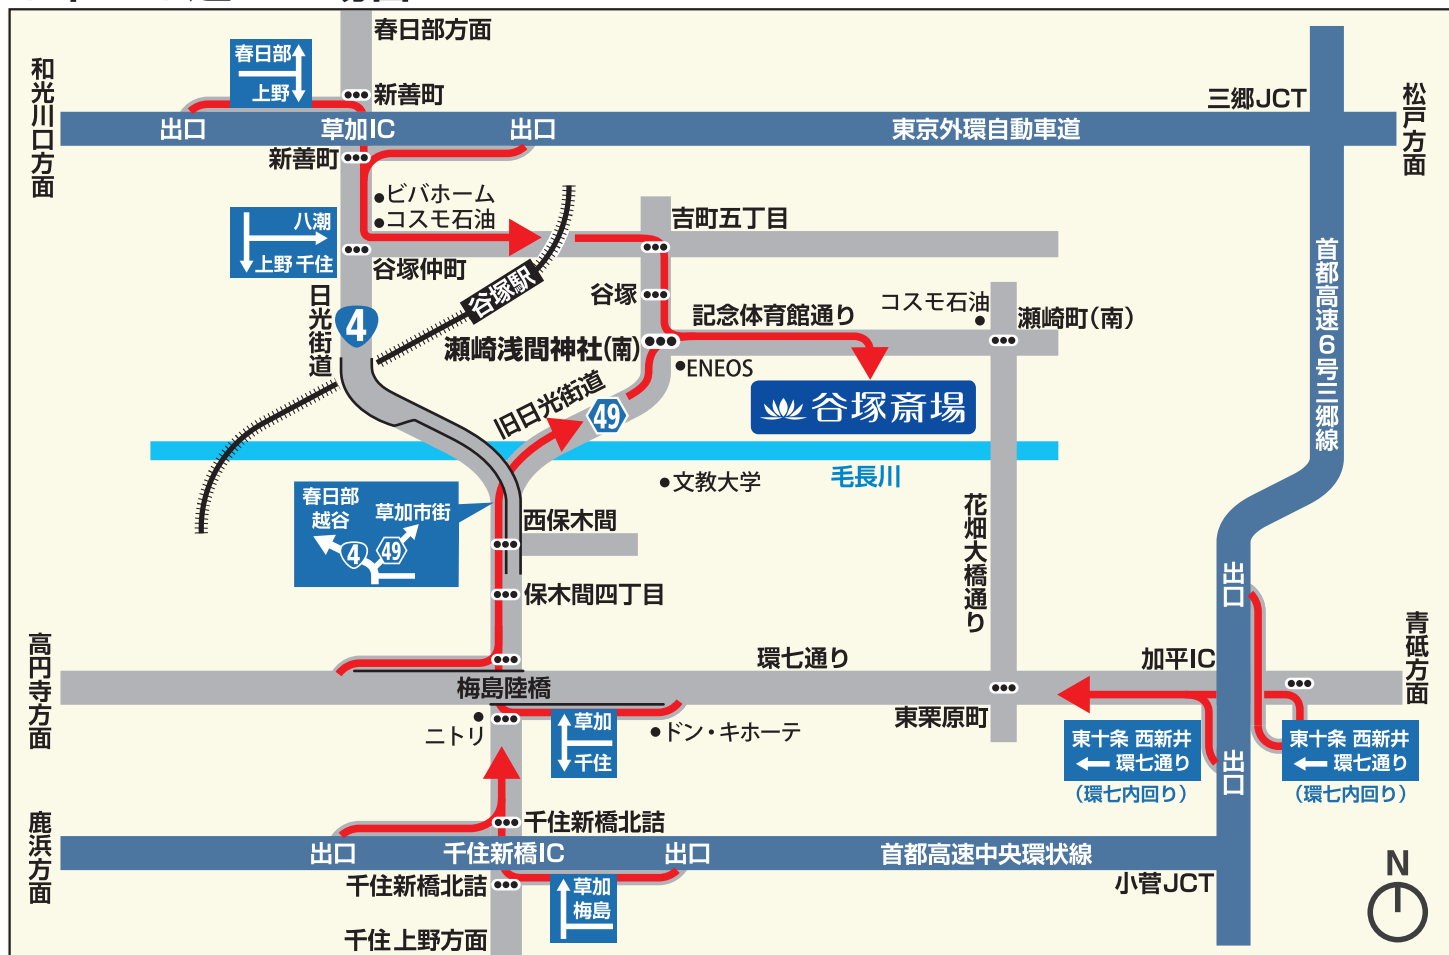 春日部方面
春日部
上野
新善町
和光川口方面
三郷JCT
松戸方面
出口
草加IC
出口
東京外環自動車道
新善町
ビバホーム
コスモ石油
吉町五丁目
八潮
上野 千住
谷塚仲町
谷塚駅
谷塚
日光街道
4
コスモ石油
記念体育館通り
瀬崎町(南)
首都高速6号三郷線
瀬崎浅間神社(南)
ENEOS
旧日光街道
49
谷塚斎場
毛長川
文教大学
春日部
越谷
草加市街
4
49
西保木間
花畑大橋通り
出口
保木間四丁目
高円寺方面
環七通り
加平IC
青砥方面
梅島陸橋
東栗原町
ニトリ
草加
千住
ドン・キホーテ
東十条 西新井
環七通り
(環七内回り)
出口
東十条 西新井
環七通り
(環七内回り)
鹿浜方面
千住新橋北詰
出口
千住新橋IC
出口
首都高速中央環状線
千住新橋北詰
草加
梅島
小菅JCT
N
千住 上野方面